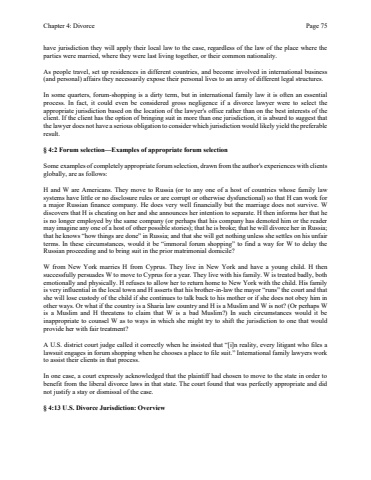 Chapter 4: Divorce Page 75
have jurisdiction they will apply their local law to the case, regardless of the law of the place where the
parties were married, where they were last living together, or their common nationality.
As people travel, set up residences in different countries, and become involved in international business
(and personal) affairs they necessarily expose their personal lives to an array of different legal structures.
In some quarters, forum-shopping is a dirty term, but in international family law it is often an essential
process. In fact, it could even be considered gross negligence if a divorce lawyer were to select the
appropriate jurisdiction based on the location of the lawyer's office rather than on the best interests of the
client. If the client has the option of bringing suit in more than one jurisdiction, it is absurd to suggest that
the lawyer does not have a serious obligation to consider which jurisdiction would likely yield the preferable
result.
§ 4:2 Forum selection—Examples of appropriate forum selection
Some examples of completely appropriate forum selection, drawn from the author's experiences with clients
globally, are as follows:
H and W are Americans. They move to Russia (or to any one of a host of countries whose family law
systems have little or no disclosure rules or are corrupt or otherwise dysfunctional) so that H can work for
a major Russian finance company. He does very well financially but the marriage does not survive. W
discovers that H is cheating on her and she announces her intention to separate. H then informs her that he
is no longer employed by the same company (or perhaps that his company has demoted him or the reader
may imagine any one of a host of other possible stories); that he is broke; that he will divorce her in Russia;
that he knows “how things are done” in Russia; and that she will get nothing unless she settles on his unfair
terms. In these circumstances, would it be “immoral forum shopping” to find a way for W to delay the
Russian proceeding and to bring suit in the prior matrimonial domicile?
W from New York marries H from Cyprus. They live in New York and have a young child. H then
successfully persuades W to move to Cyprus for a year. They live with his family. W is treated badly, both
emotionally and physically. H refuses to allow her to return home to New York with the child. His family
is very influential in the local town and H asserts that his brother-in-law the mayor “runs” the court and that
she will lose custody of the child if she continues to talk back to his mother or if she does not obey him in
other ways. Or what if the country is a Sharia law country and H is a Muslim and W is not? (Or perhaps W
is a Muslim and H threatens to claim that W is a bad Muslim?) In such circumstances would it be
inappropriate to counsel W as to ways in which she might try to shift the jurisdiction to one that would
provide her with fair treatment?
A U.S. district court judge called it correctly when he insisted that “[i]n reality, every litigant who files a
lawsuit engages in forum shopping when he chooses a place to file suit.” International family lawyers work
to assist their clients in that process.
In one case, a court expressly acknowledged that the plaintiff had chosen to move to the state in order to
benefit from the liberal divorce laws in that state. The court found that was perfectly appropriate and did
not justify a stay or dismissal of the case.
§ 4:13 U.S. Divorce Jurisdiction: Overview